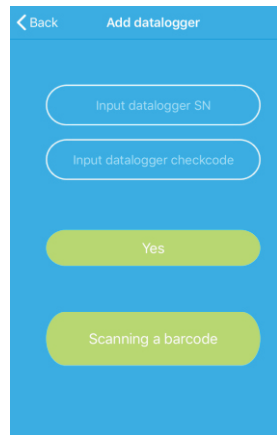 Back Add datalogger
Input datalogger SN
Input datalogger checkcode
Yes
Scanning a barcode